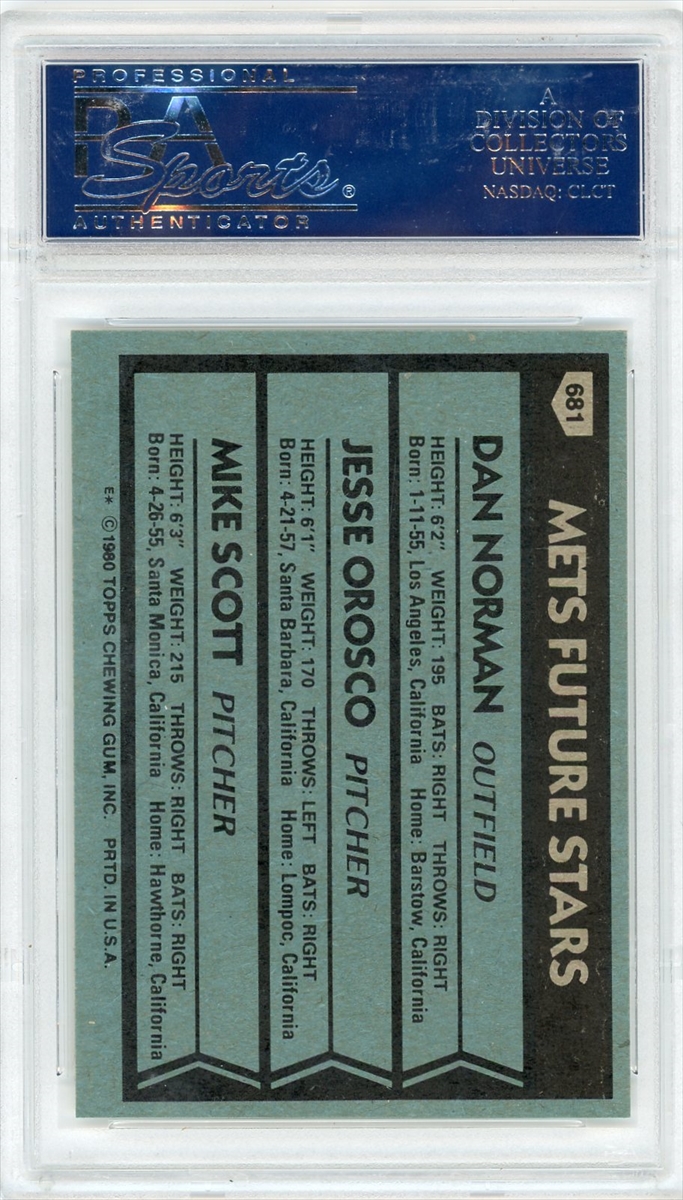 PROFESSIONAL
PSA
Sports®
AUTHENTICATOR
A
DIVISION OF
COLLECTORS
UNIVERSE
NASDAQ: CLCT
681
METS FUTURE STARS
DAN NORMAN OUTFIELD
HEIGHT: 6'2" WEIGHT: 195 BATS: RIGHT THROWS: RIGHT
Born: 1-11-55, Los Angeles, California Home: Barstow, California
JESSE OROSCO PITCHER
HEIGHT: 6'1" WEIGHT: 170 THROWS: LEFT BATS: RIGHT
Born: 4-21-57, Santa Barbara, California Home: Lompoc, California
MIKE SCOTT PITCHER
HEIGHT: 6'3" WEIGHT: 215 THROWS: RIGHT BATS: RIGHT
Born: 4-26-55, Santa Monica, California Home: Hawthorne, California
E* ©1980 TOPPS CHEWING GUM, INC. PRTD. IN U.S.A.